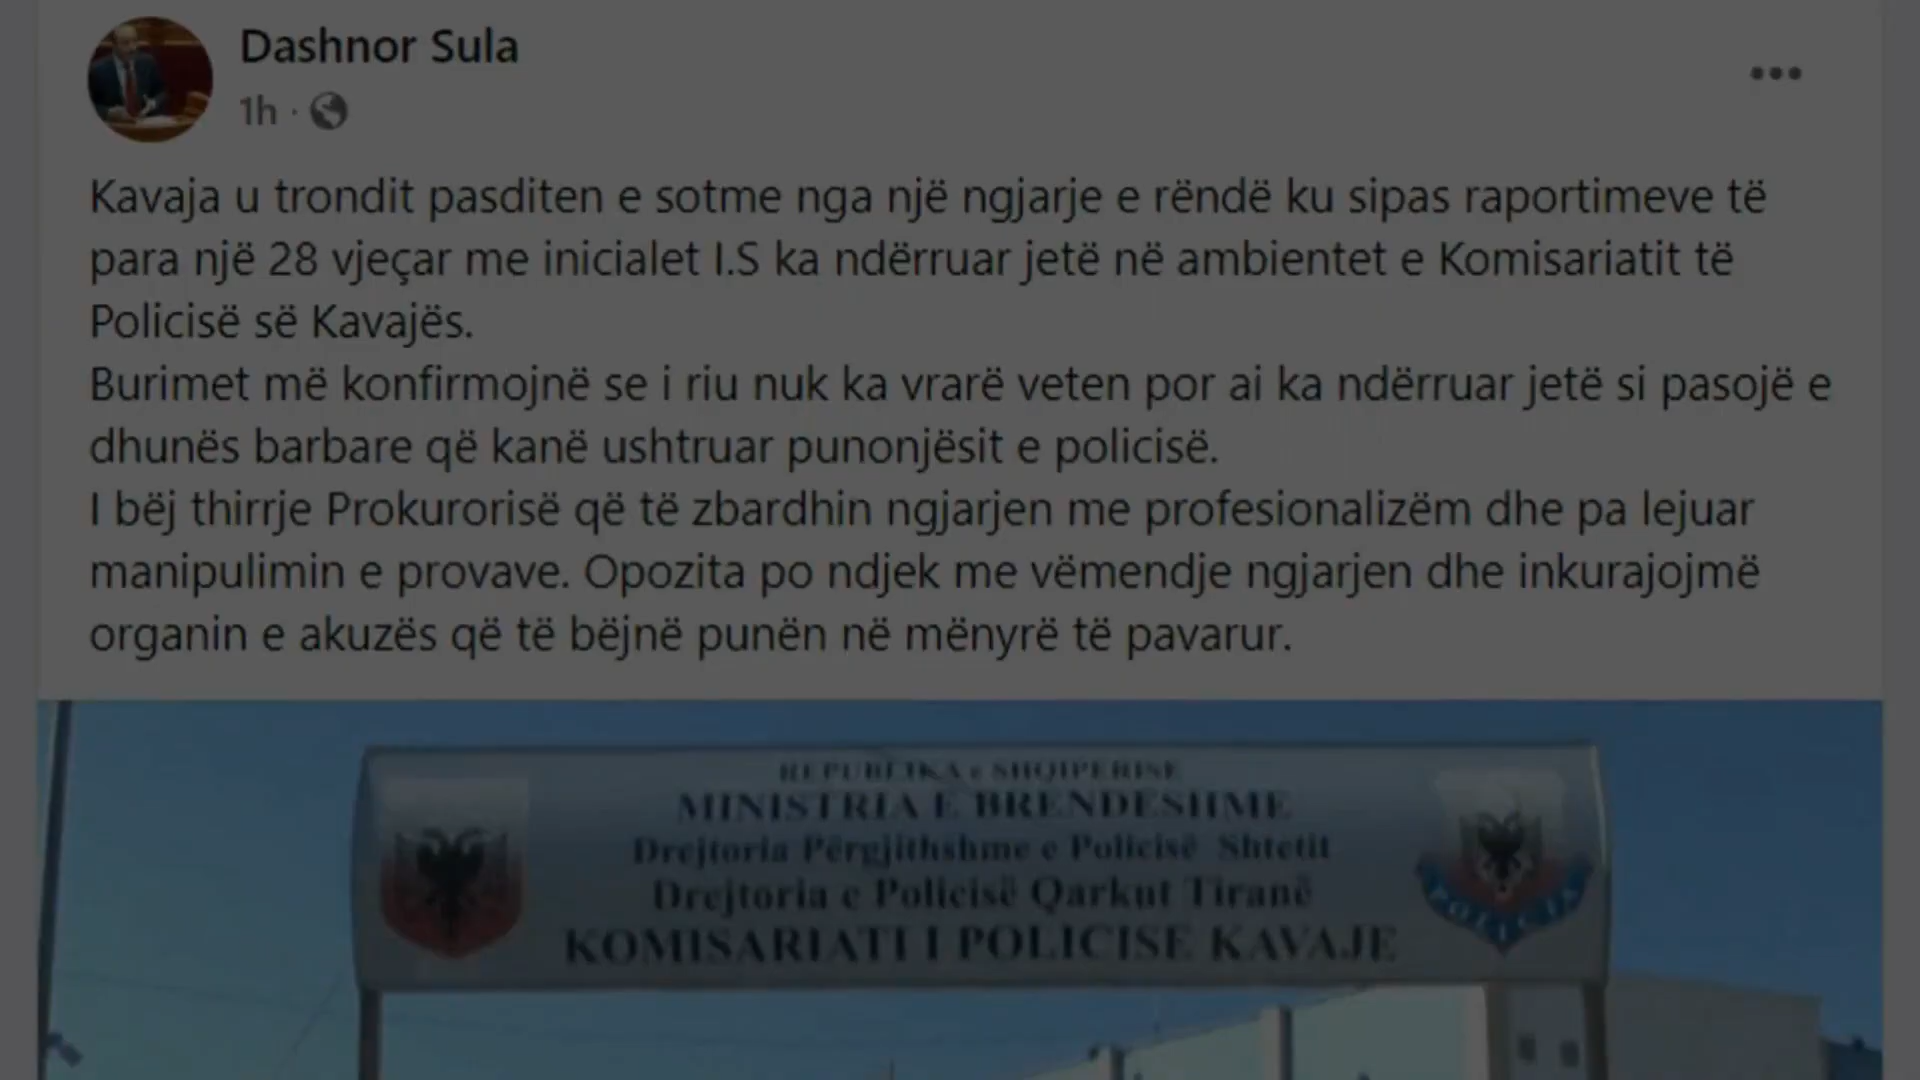 Dashnor Sula
1h ·
Kavaja u trondit pasditen e sotme nga një ngjarje e rëndë ku sipas raportimeve të
para një 28 vjeçar me inicialet I.S ka ndërruar jetë në ambientet e Komisariatit të
Policisë së Kavajës.
Burimet më konfirmojnë se i riu nuk ka vrarë veten por ai ka ndërruar jetë si pasojë e
dhunës barbare që kanë ushtruar punonjësit e policisë.
I bëj thirrje Prokurorisë që të zbardhin ngjarjen me profesionalizëm dhe pa lejuar
manipulimin e provave. Opozita po ndjek me vëmendje ngjarjen dhe inkurajojmë
organin e akuzës që të bëjnë punën në mënyrë të pavarur.
REPUBLIKA e SHQIPERISE
MINISTRIA E BRENDESHME
Drejtoria Përgjithshme e Policisë Shtetit
Drejtoria e Policisë Qarkut Tiranë
KOMISARIATI I POLICISE KAVAJE
POLICIA